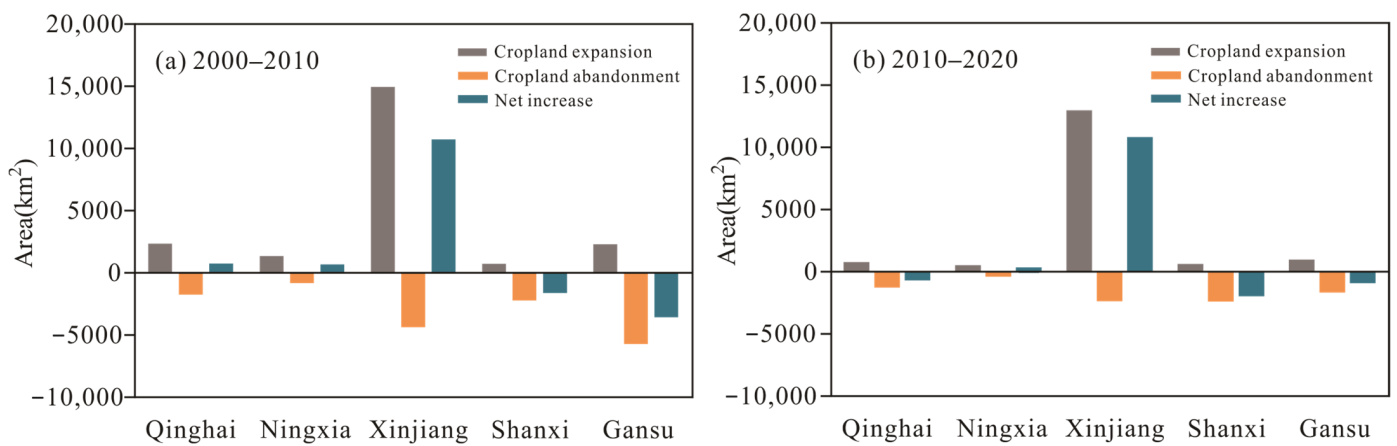 (a) 2000–2010
Cropland expansion
Cropland abandonment
Net increase
Area(km²)
20,000
15,000
10,000
5000
0
−5000
−10,000
Qinghai Ningxia Xinjiang Shanxi Gansu
(b) 2010–2020
Cropland expansion
Cropland abandonment
Net increase
Area(km²)
20,000
15,000
10,000
5000
0
−5000
−10,000
Qinghai Ningxia Xinjiang Shanxi Gansu